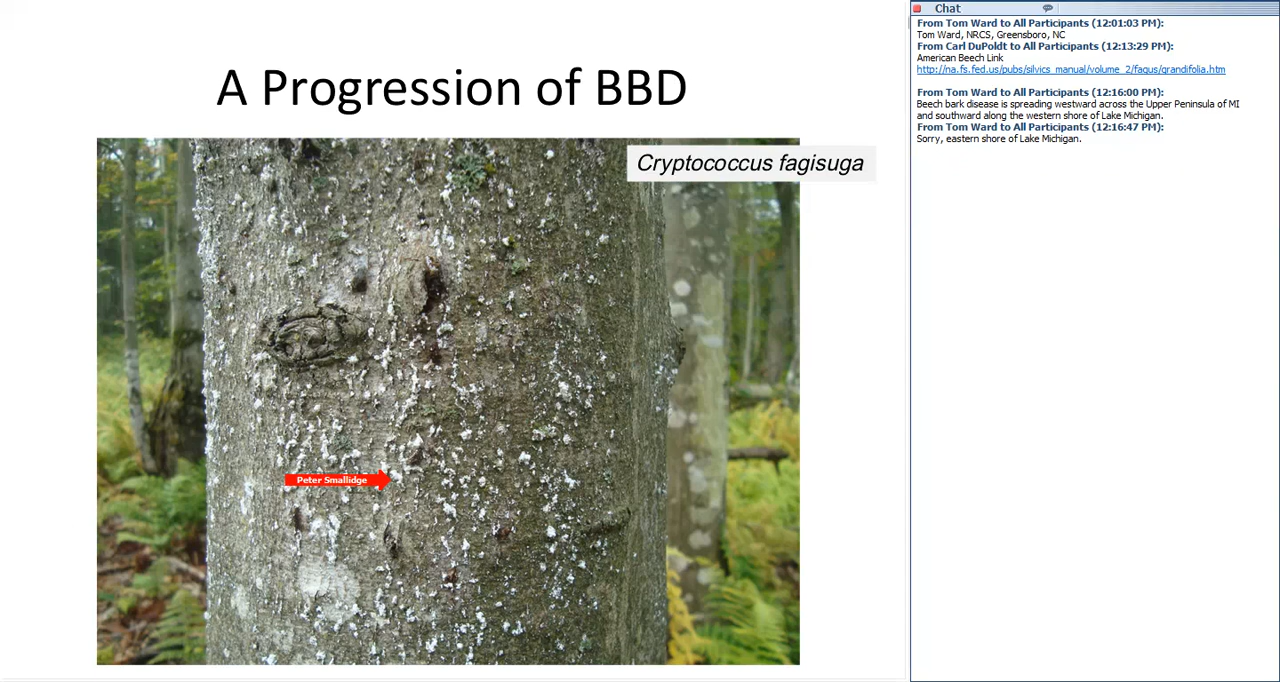 A Progression of BBD
Cryptococcus fagisuga
Peter Smallidge
Chat
From Tom Ward to All Participants (12:01:03 PM):
Tom Ward, NRCS, Greensboro, NC
From Carl DuPoldt to All Participants (12:13:29 PM):
American Beech Link
http://na.fs.fed.us/pubs/silvics_manual/volume_2/fagus/grandifolia.htm
From Tom Ward to All Participants (12:16:00 PM):
Beech bark disease is spreading westward across the Upper Peninsula of MI
and southward along the western shore of Lake Michigan.
From Tom Ward to All Participants (12:16:47 PM):
Sorry, eastern shore of Lake Michigan.